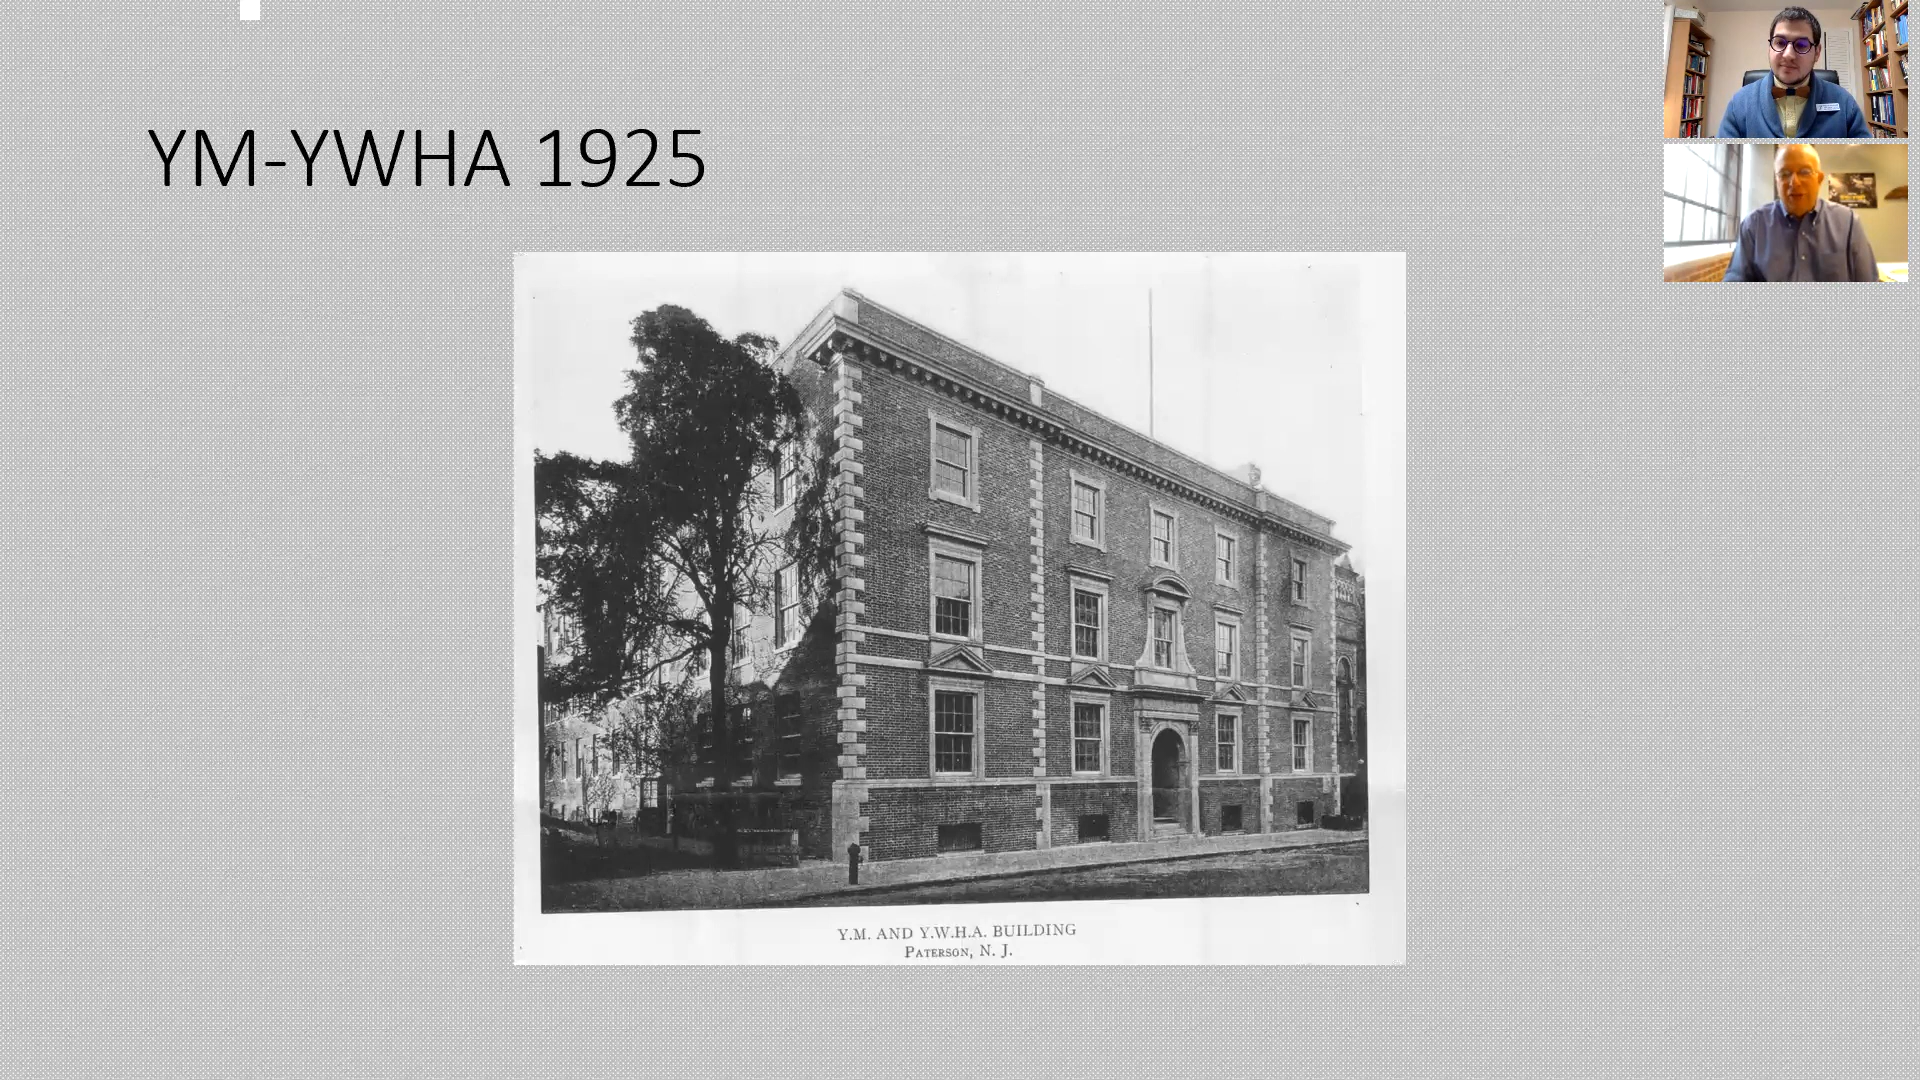 YM-YWHA 1925
Y.M. AND Y.W.H.A. BUILDING
PATERSON, N. J.